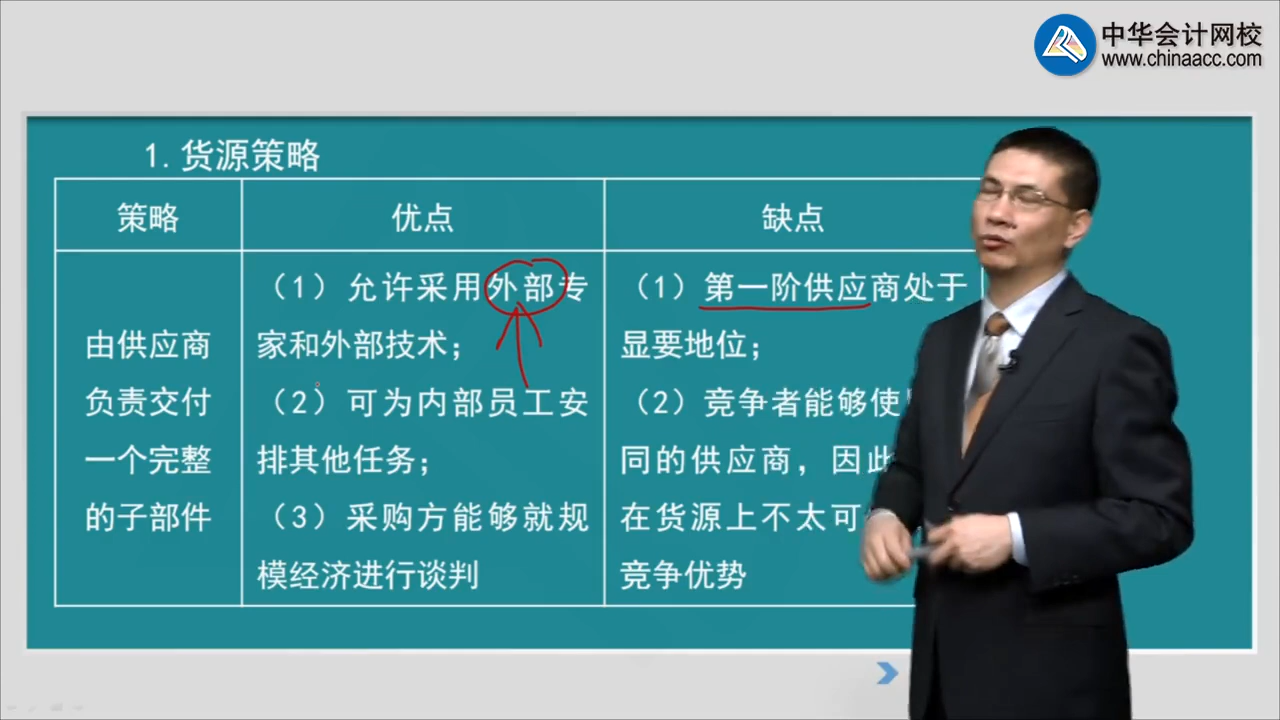 中华会计网校
www.chinaacc.com
1.货源策略
策略
优点
缺点
由供应商
负责交付
一个完整
的子部件
（1）允许采用外部专
家和外部技术；
（2）可为内部员工安
排其他任务；
（3）采购方能够就规
模经济进行谈判
（1）第一阶供应商处于
显要地位；
（2）竞争者能够使
同的供应商，因此
在货源上不太可
竞争优势